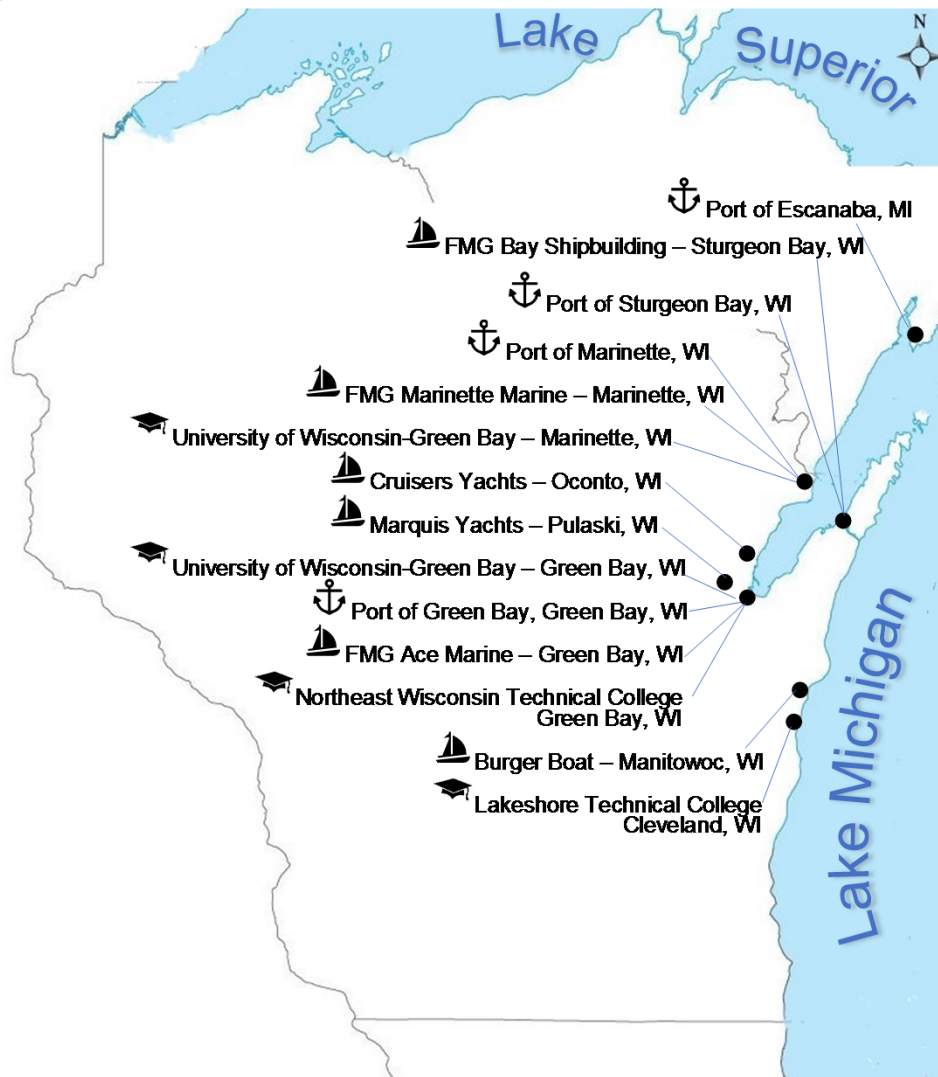 Lake Superior
N
Port of Escanaba, MI
FMG Bay Shipbuilding – Sturgeon Bay, WI
Port of Sturgeon Bay, WI
Port of Marinette, WI
FMG Marinette Marine – Marinette, WI
University of Wisconsin-Green Bay – Marinette, WI
Cruisers Yachts – Oconto, WI
Marquis Yachts – Pulaski, WI
University of Wisconsin-Green Bay – Green Bay, WI
Port of Green Bay, Green Bay, WI
FMG Ace Marine – Green Bay, WI
Northeast Wisconsin Technical College
Green Bay, WI
Burger Boat – Manitowoc, WI
Lakeshore Technical College
Cleveland, WI
Lake Michigan